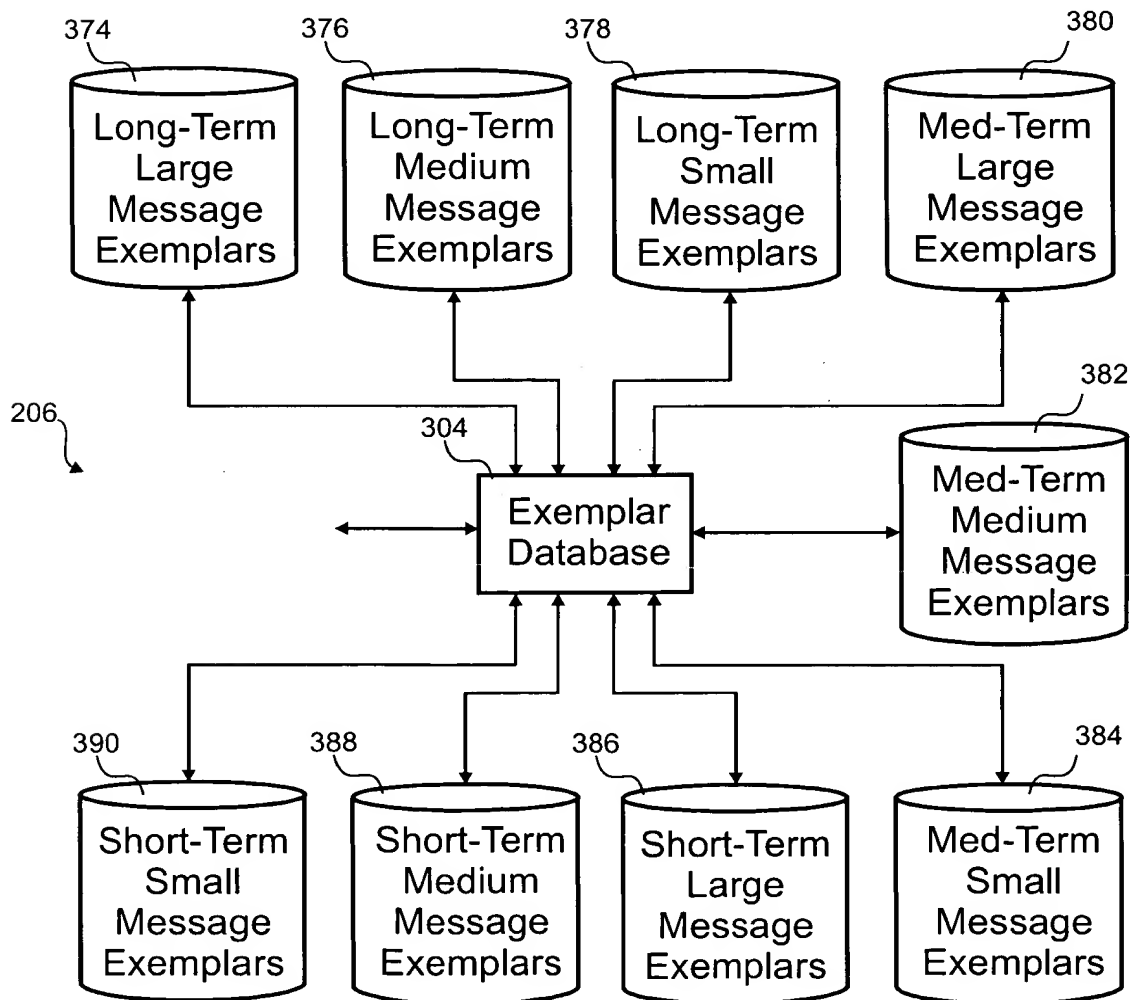 374
376
378
380
Long-Term
Large
Message
Exemplars
Long-Term
Medium
Message
Exemplars
Long-Term
Small
Message
Exemplars
Med-Term
Large
Message
Exemplars
206
304
Exemplar
Database
382
Med-Term
Medium
Message
Exemplars
390
388
386
384
Short-Term
Small
Message
Exemplars
Short-Term
Medium
Message
Exemplars
Short-Term
Large
Message
Exemplars
Med-Term
Small
Message
Exemplars